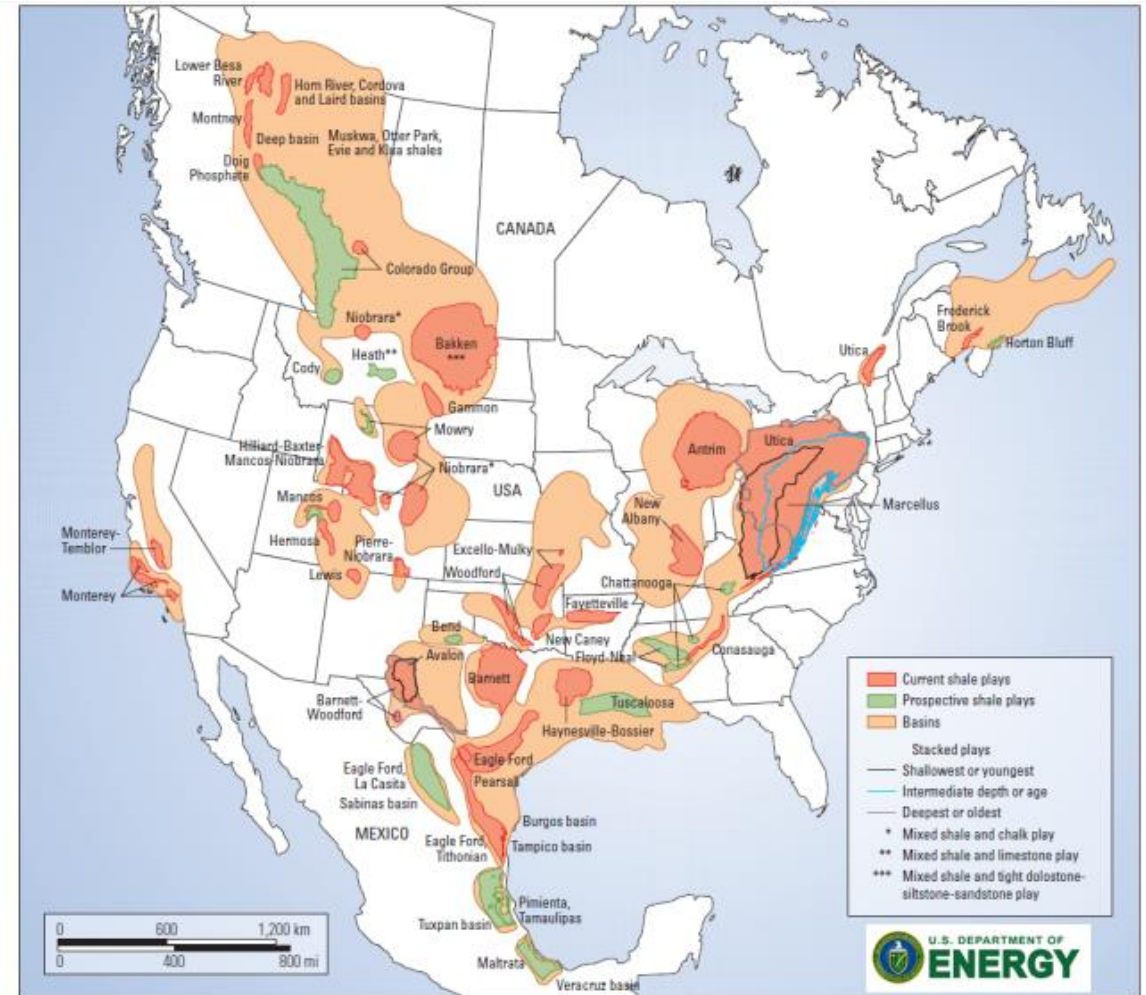 Lower Besa
River
Horn River, Cordova
and Laird basins
Montney
Deep basin
Muskwa, Otter Park,
Evie and Klua shales
Doig
Phosphate
CANADA
Colorado Group
Niobrara*
Bakken
***
Heath**
Cody
Gammon
Mowry
Hilliard-Baxter-
Mancos-Niobrara
Niobrara*
USA
Mancos
Hermosa
Pierre-
Niobrara
Lewis
Monterey-
Temblor
Monterey
Excello-Mulky
Woodford
Fayetteville
New Caney
Bend
Avalon
Barnett
Barnett-
Woodford
Antrim
New
Albany
Utica
Marcellus
Utica
Frederick
Brook
Horton Bluff
Chattanooga
Floyd-Neal
Conasauga
Tuscaloosa
Haynesville-Bossier
Eagle Ford
Pearsall
Eagle Ford,
La Casita
Sabinas basin
MEXICO
Burgos basin
Eagle Ford,
Tithonian
Tampico basin
Pimienta,
Tamaulipas
Tuxpan basin
Maltrata
Veracruz basin
Current shale plays
Prospective shale plays
Basins
Stacked plays
Shallowest or youngest
Intermediate depth or age
Deepest or oldest
* Mixed shale and chalk play
** Mixed shale and limestone play
*** Mixed shale and tight dolostone-
siltstone-sandstone play
0 600 1,200 km
0 400 800 mi
U.S. DEPARTMENT OF
ENERGY